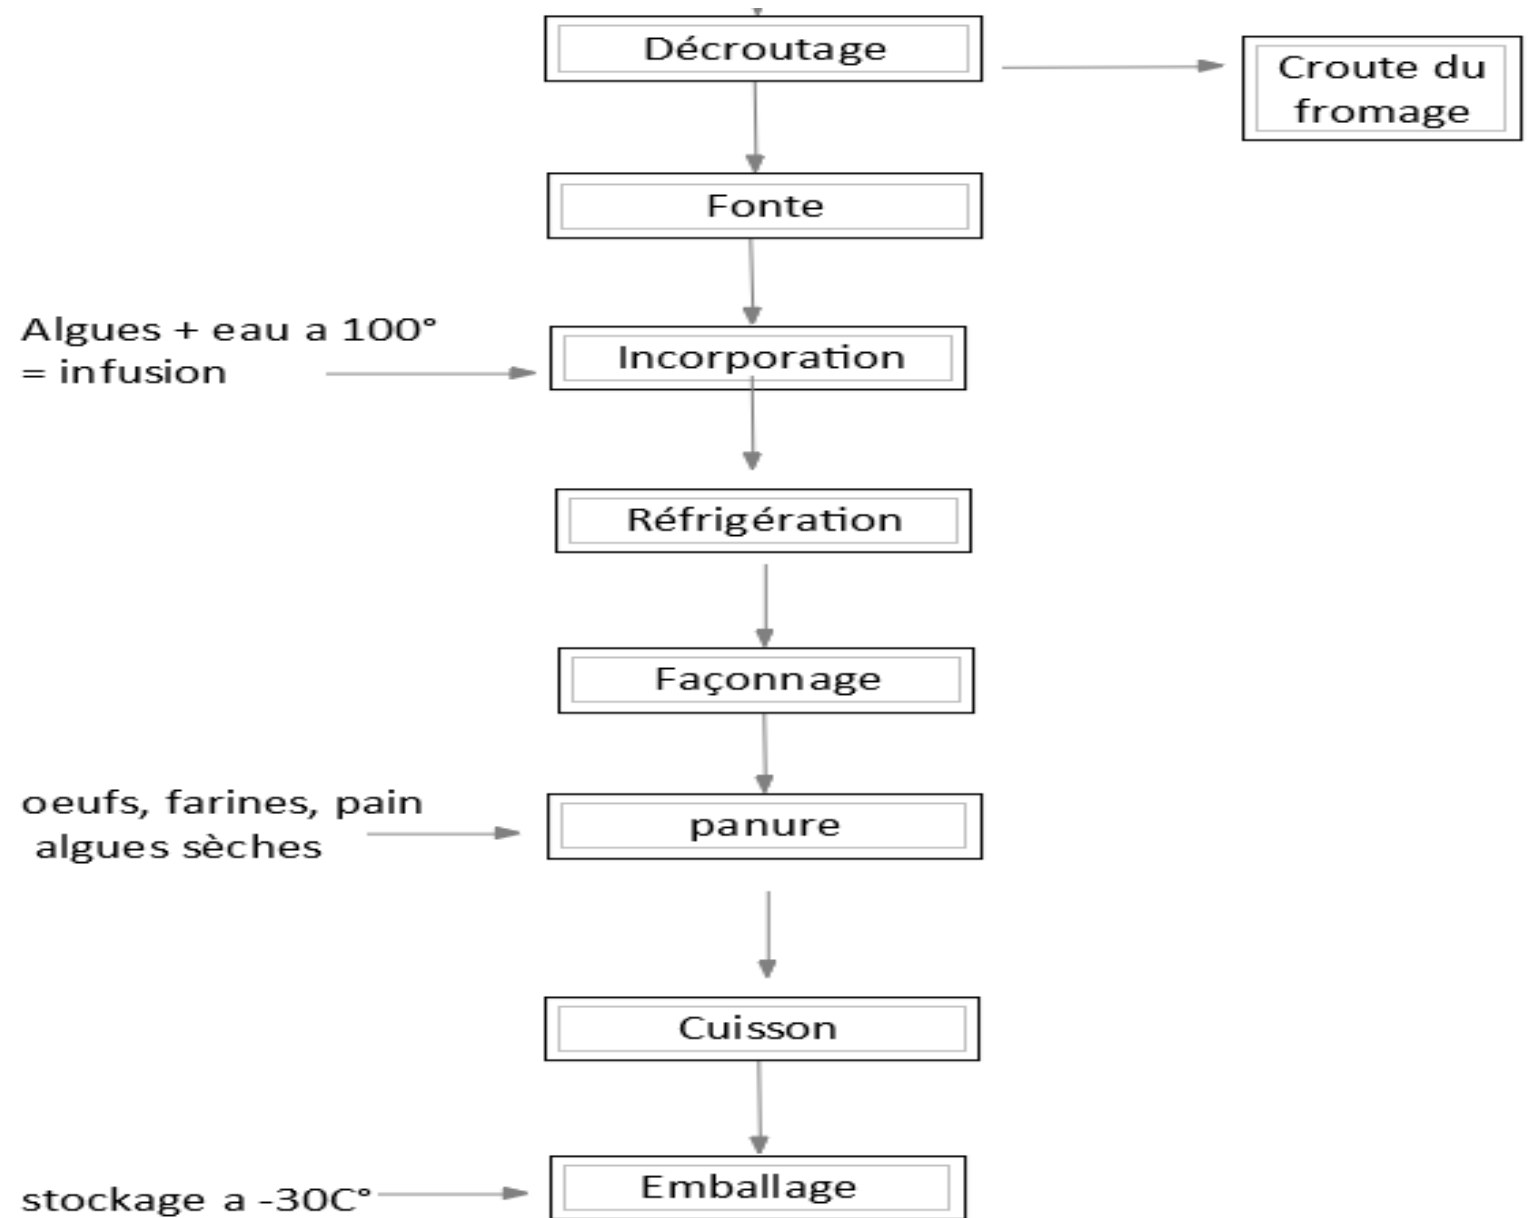 Décroutage
Croute du
fromage
Fonte
Algues + eau a 100°
= infusion
Incorporation
Réfrigération
Façonnage
oeufs, farines, pain
algues sèches
panure
Cuisson
Emballage
stockage a -30C°